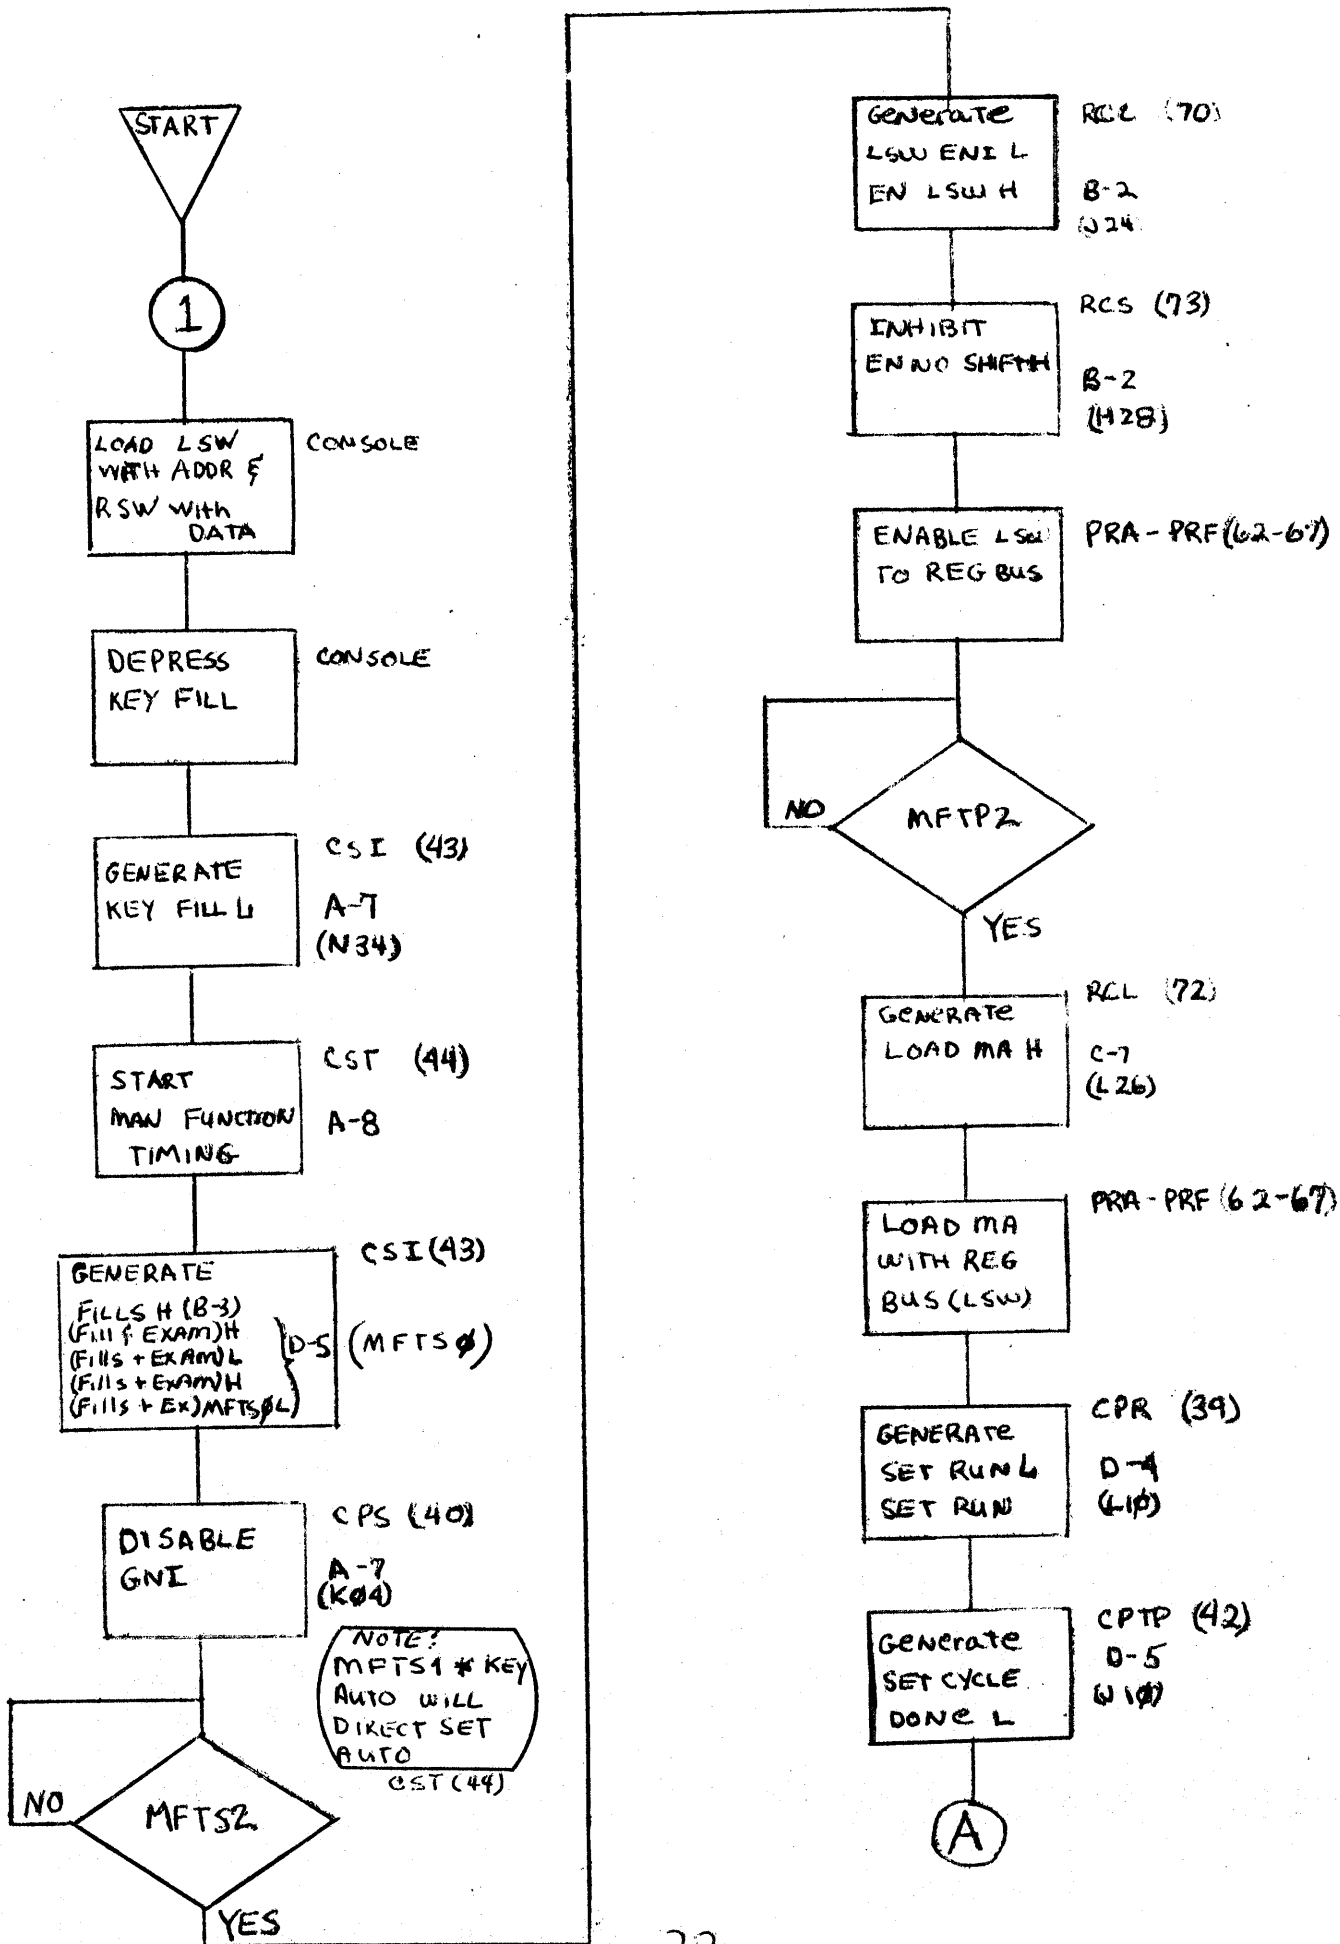 START
1
LOAD LSW
WITH ADDR &
RSW With
DATA
CONSOLE
DEPRESS
KEY FILL
CONSOLE
GENERATE
KEY FILL L
CSI (43)
A-7
(N34)
START
MAN FUNCTION
TIMING
CST (44)
A-8
GENERATE
FILLS H (B-3)
(Fill & EXAM)H
(Fills + EXAM)L
(Fills + EXAM)H
(Fills + Ex)MFTSØL
D-5 (MFTSØ)
CSI (43)
DISABLE
GNI
CPS (40)
A-7
(KØ4)
NOTE:
MFTS1 * KEY
AUTO WILL
DIRECT SET
AUTO
CST (44)
MFTS2
NO
YES
Generate
LSW ENI L
EN LSW H
RCL (70)
B-2
J24
INHIBIT
EN NO SHIFT H
RCS (73)
B-2
(H28)
ENABLE LSW
TO REG BUS
PRA - PRF (62-67)
MFTP2
NO
YES
GENERATE
LOAD MA H
RCL (72)
C-7
(L26)
LOAD MA
WITH REG
BUS (LSW)
PRA - PRF (62-67)
GENERATE
SET RUN L
SET RUN
CPR (39)
D-4
(L1Ø)
Generate
SET CYCLE
DONE L
CPTP (42)
D-5
J1Ø)
A